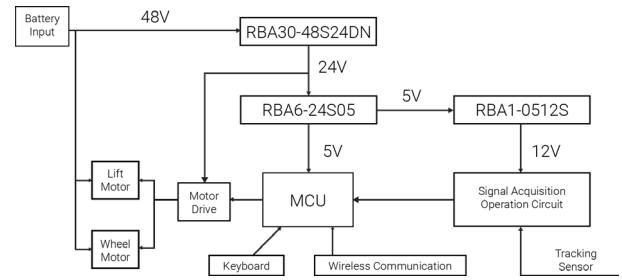 Battery
Input
48V
RBA30-48S24DN
24V
RBA6-24S05
5V
RBA1-0512S
5V
12V
Lift
Motor
Motor
Drive
MCU
Signal Acquisition
Operation Circuit
Wheel
Motor
Keyboard
Wireless Communication
Tracking
Sensor